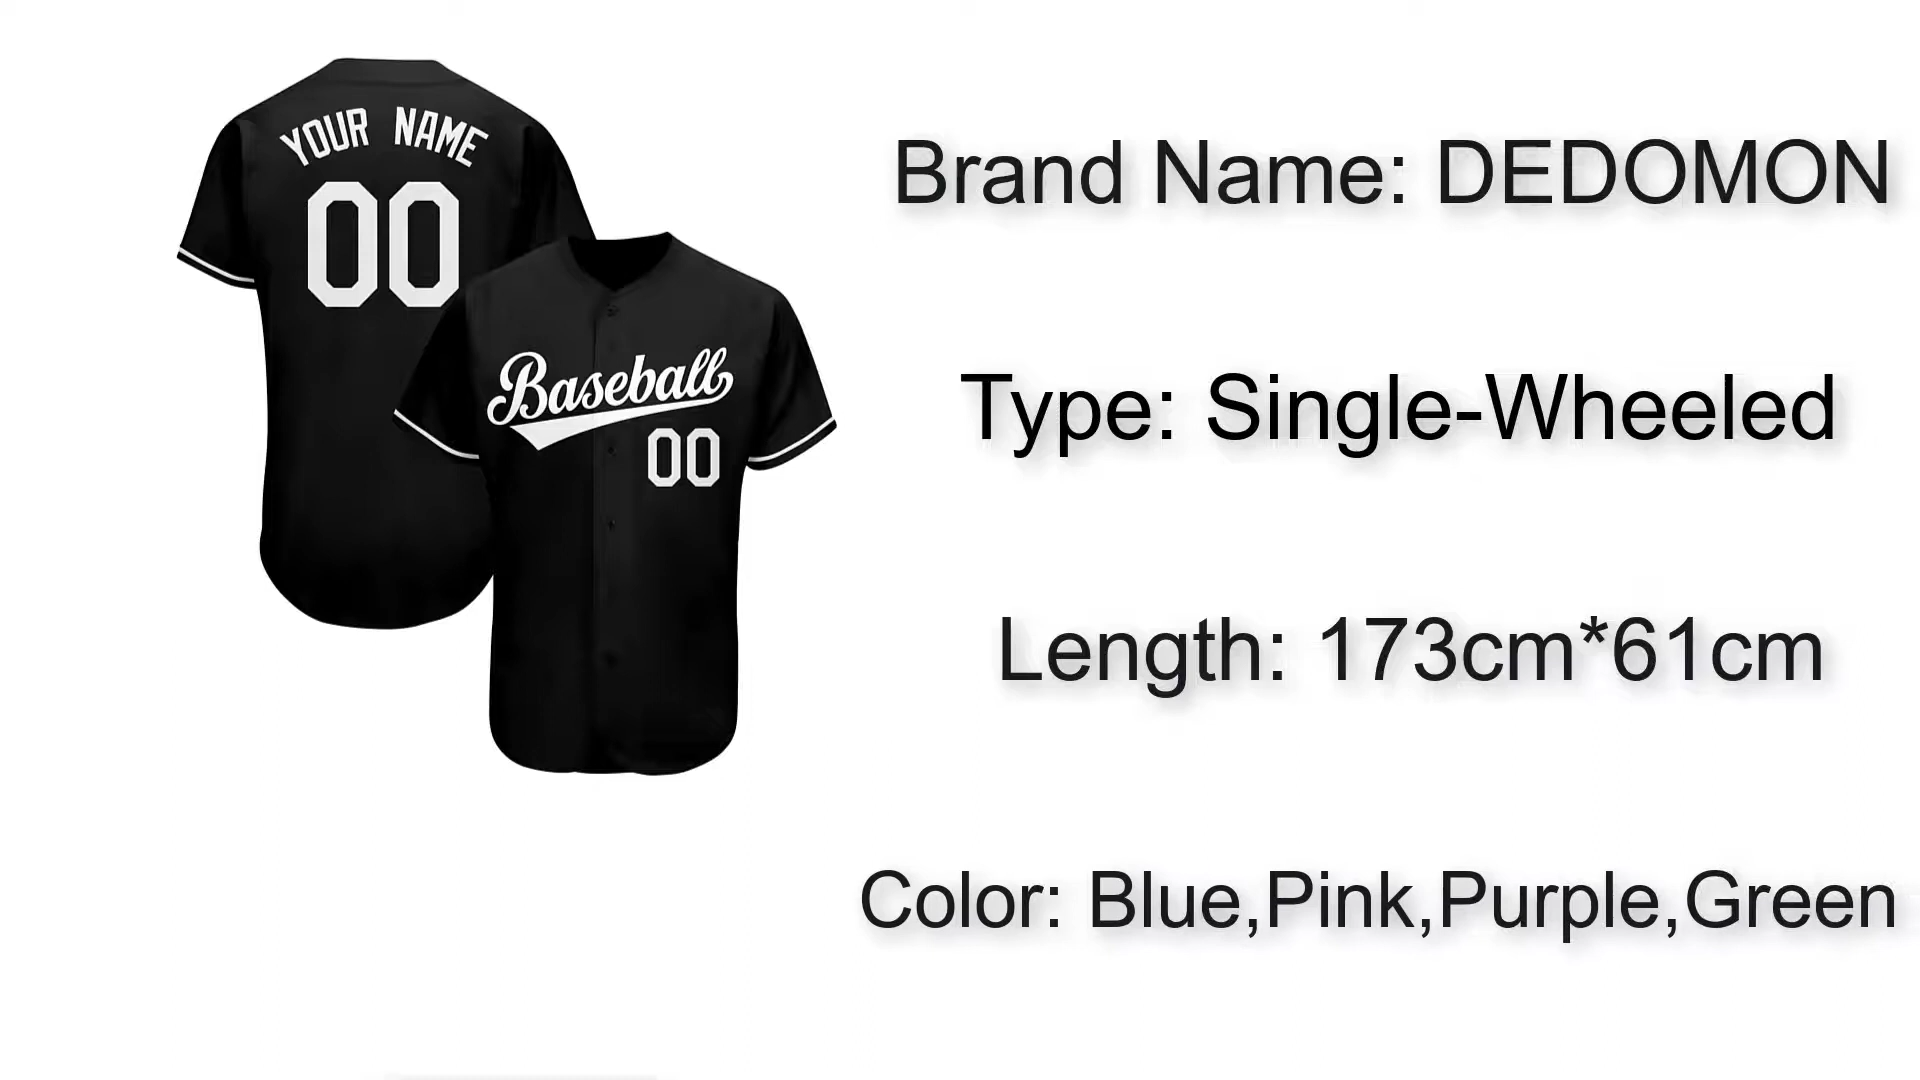 YOUR NAME
00
Baseball
00
Brand Name: DEDOMON
Type: Single-Wheeled
Length: 173cm*61cm
Color: Blue,Pink,Purple,Green